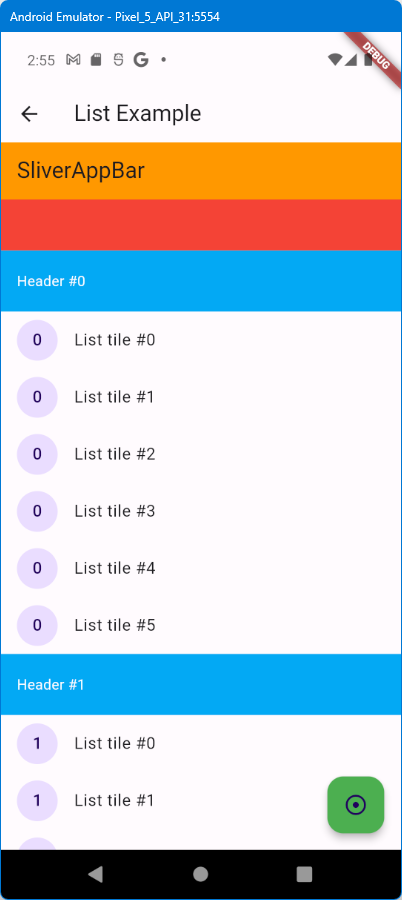 Android Emulator - Pixel_5_API_31:5554
2:55
DEBUG
List Example
SliverAppBar
Header #0
0 List tile #0
0 List tile #1
0 List tile #2
0 List tile #3
0 List tile #4
0 List tile #5
Header #1
1 List tile #0
1 List tile #1